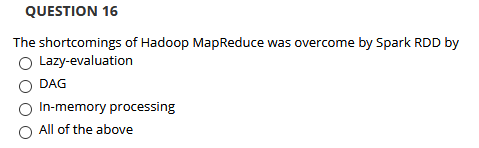 QUESTION 16
The shortcomings of Hadoop MapReduce was overcome by Spark RDD by
Lazy-evaluation
DAG
In-memory processing
All of the above